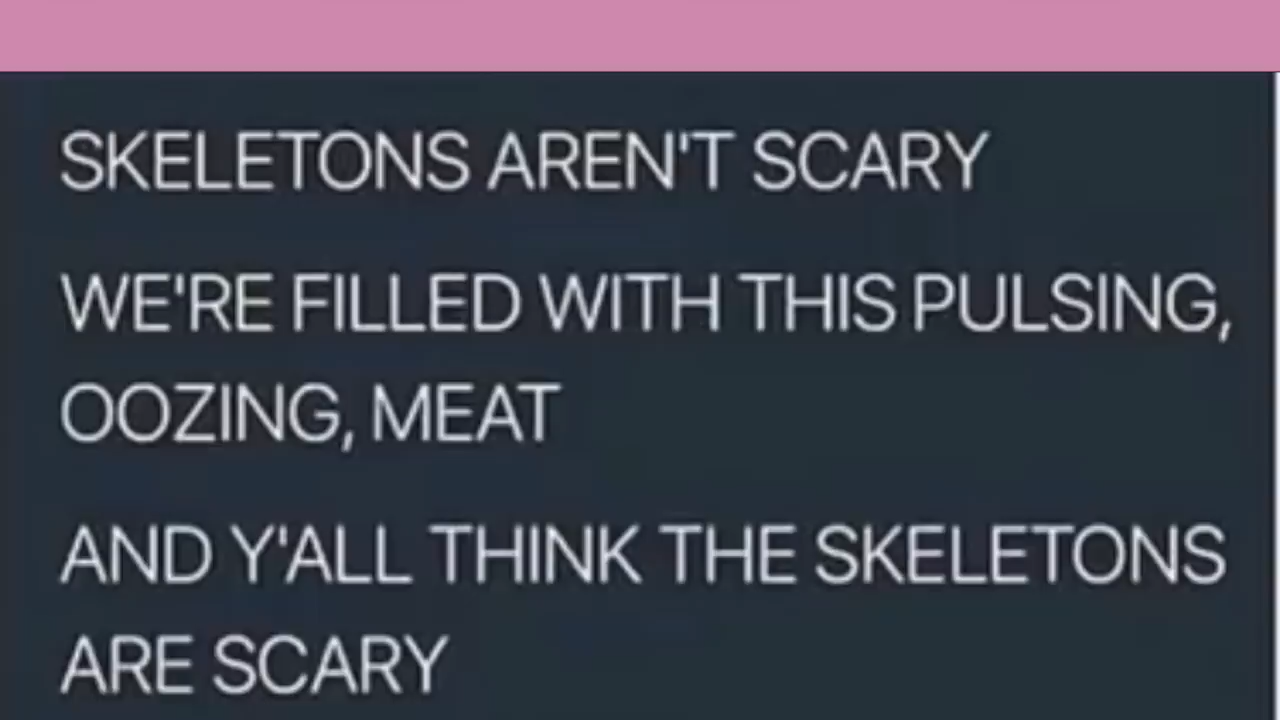 SKELETONS AREN'T SCARY
WE'RE FILLED WITH THIS PULSING,
OOZING, MEAT
AND Y'ALL THINK THE SKELETONS
ARE SCARY